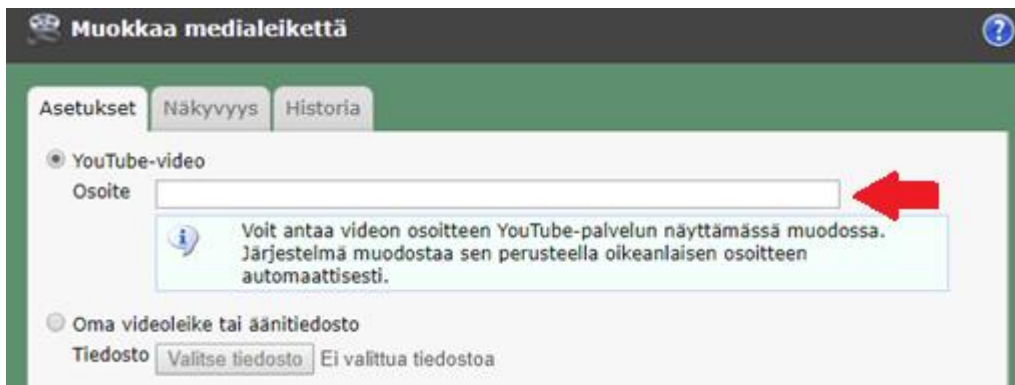 Muokkaa medialeikettä
?
Asetukset Näkyvyys Historia
YouTube-video
Osoite
i
Voit antaa videon osoitteen YouTube-palvelun näyttämässä muodossa.
Järjestelmä muodostaa sen perusteella oikeanlaisen osoitteen
automaattisesti.
Oma videoleike tai äänitiedosto
Tiedosto Valitse tiedosto Ei valittua tiedostoa